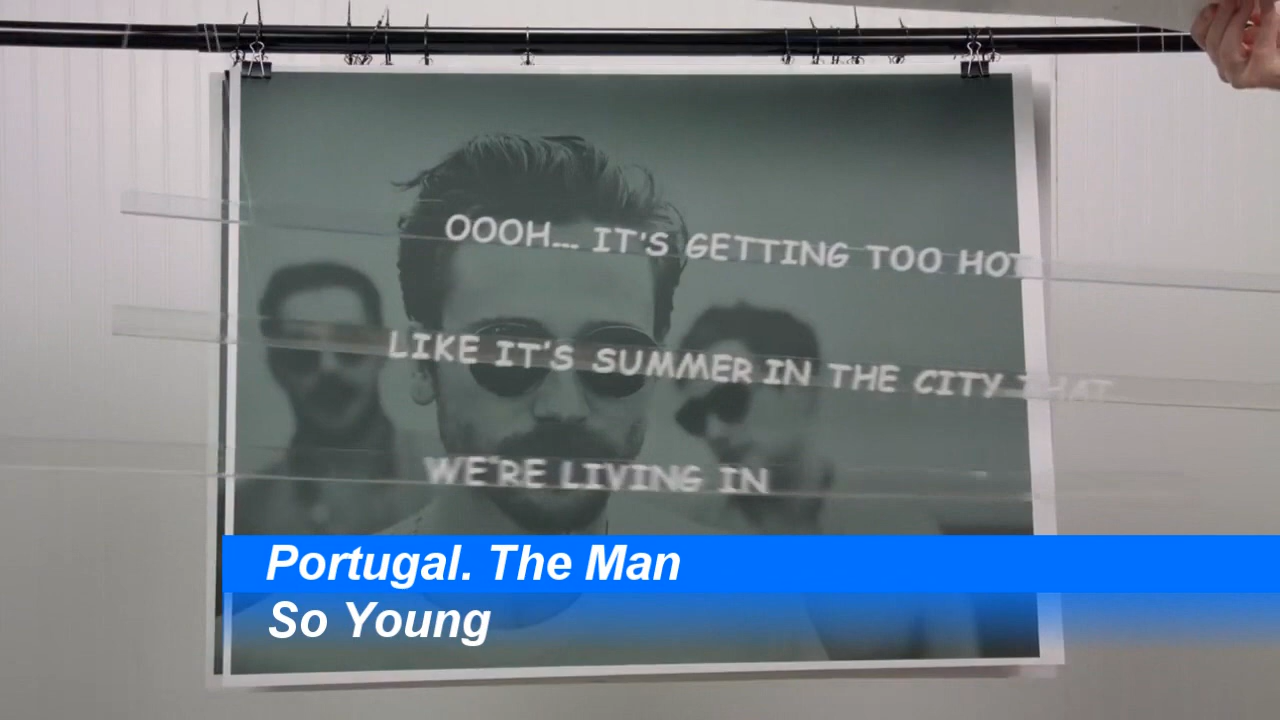 OOOH... IT'S GETTING TOO HOT
LIKE IT'S SUMMER IN THE CITY THAT
WE'RE LIVING IN
Portugal. The Man
So Young